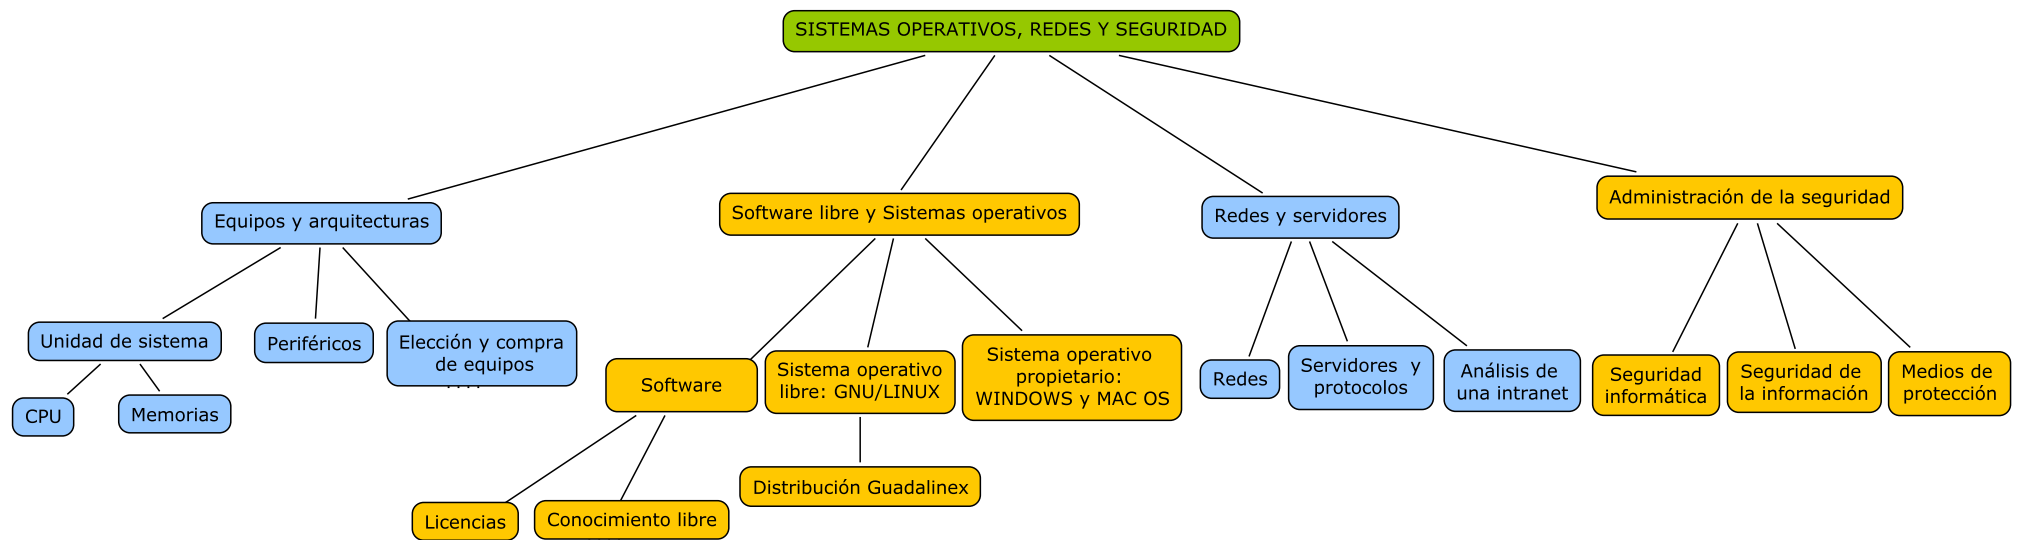 SISTEMAS OPERATIVOS, REDES Y SEGURIDAD
Equipos y arquitecturas
Software libre y Sistemas operativos
Redes y servidores
Administración de la seguridad
Unidad de sistema
Periféricos
Elección y compra
de equipos
CPU
Memorias
Software
Sistema operativo
libre: GNU/LINUX
Sistema operativo
propietario:
WINDOWS y MAC OS
Licencias
Conocimiento libre
Distribución Guadalinex
Redes
Servidores y
protocolos
Análisis de
una intranet
Seguridad
informática
Seguridad de
la información
Medios de
protección